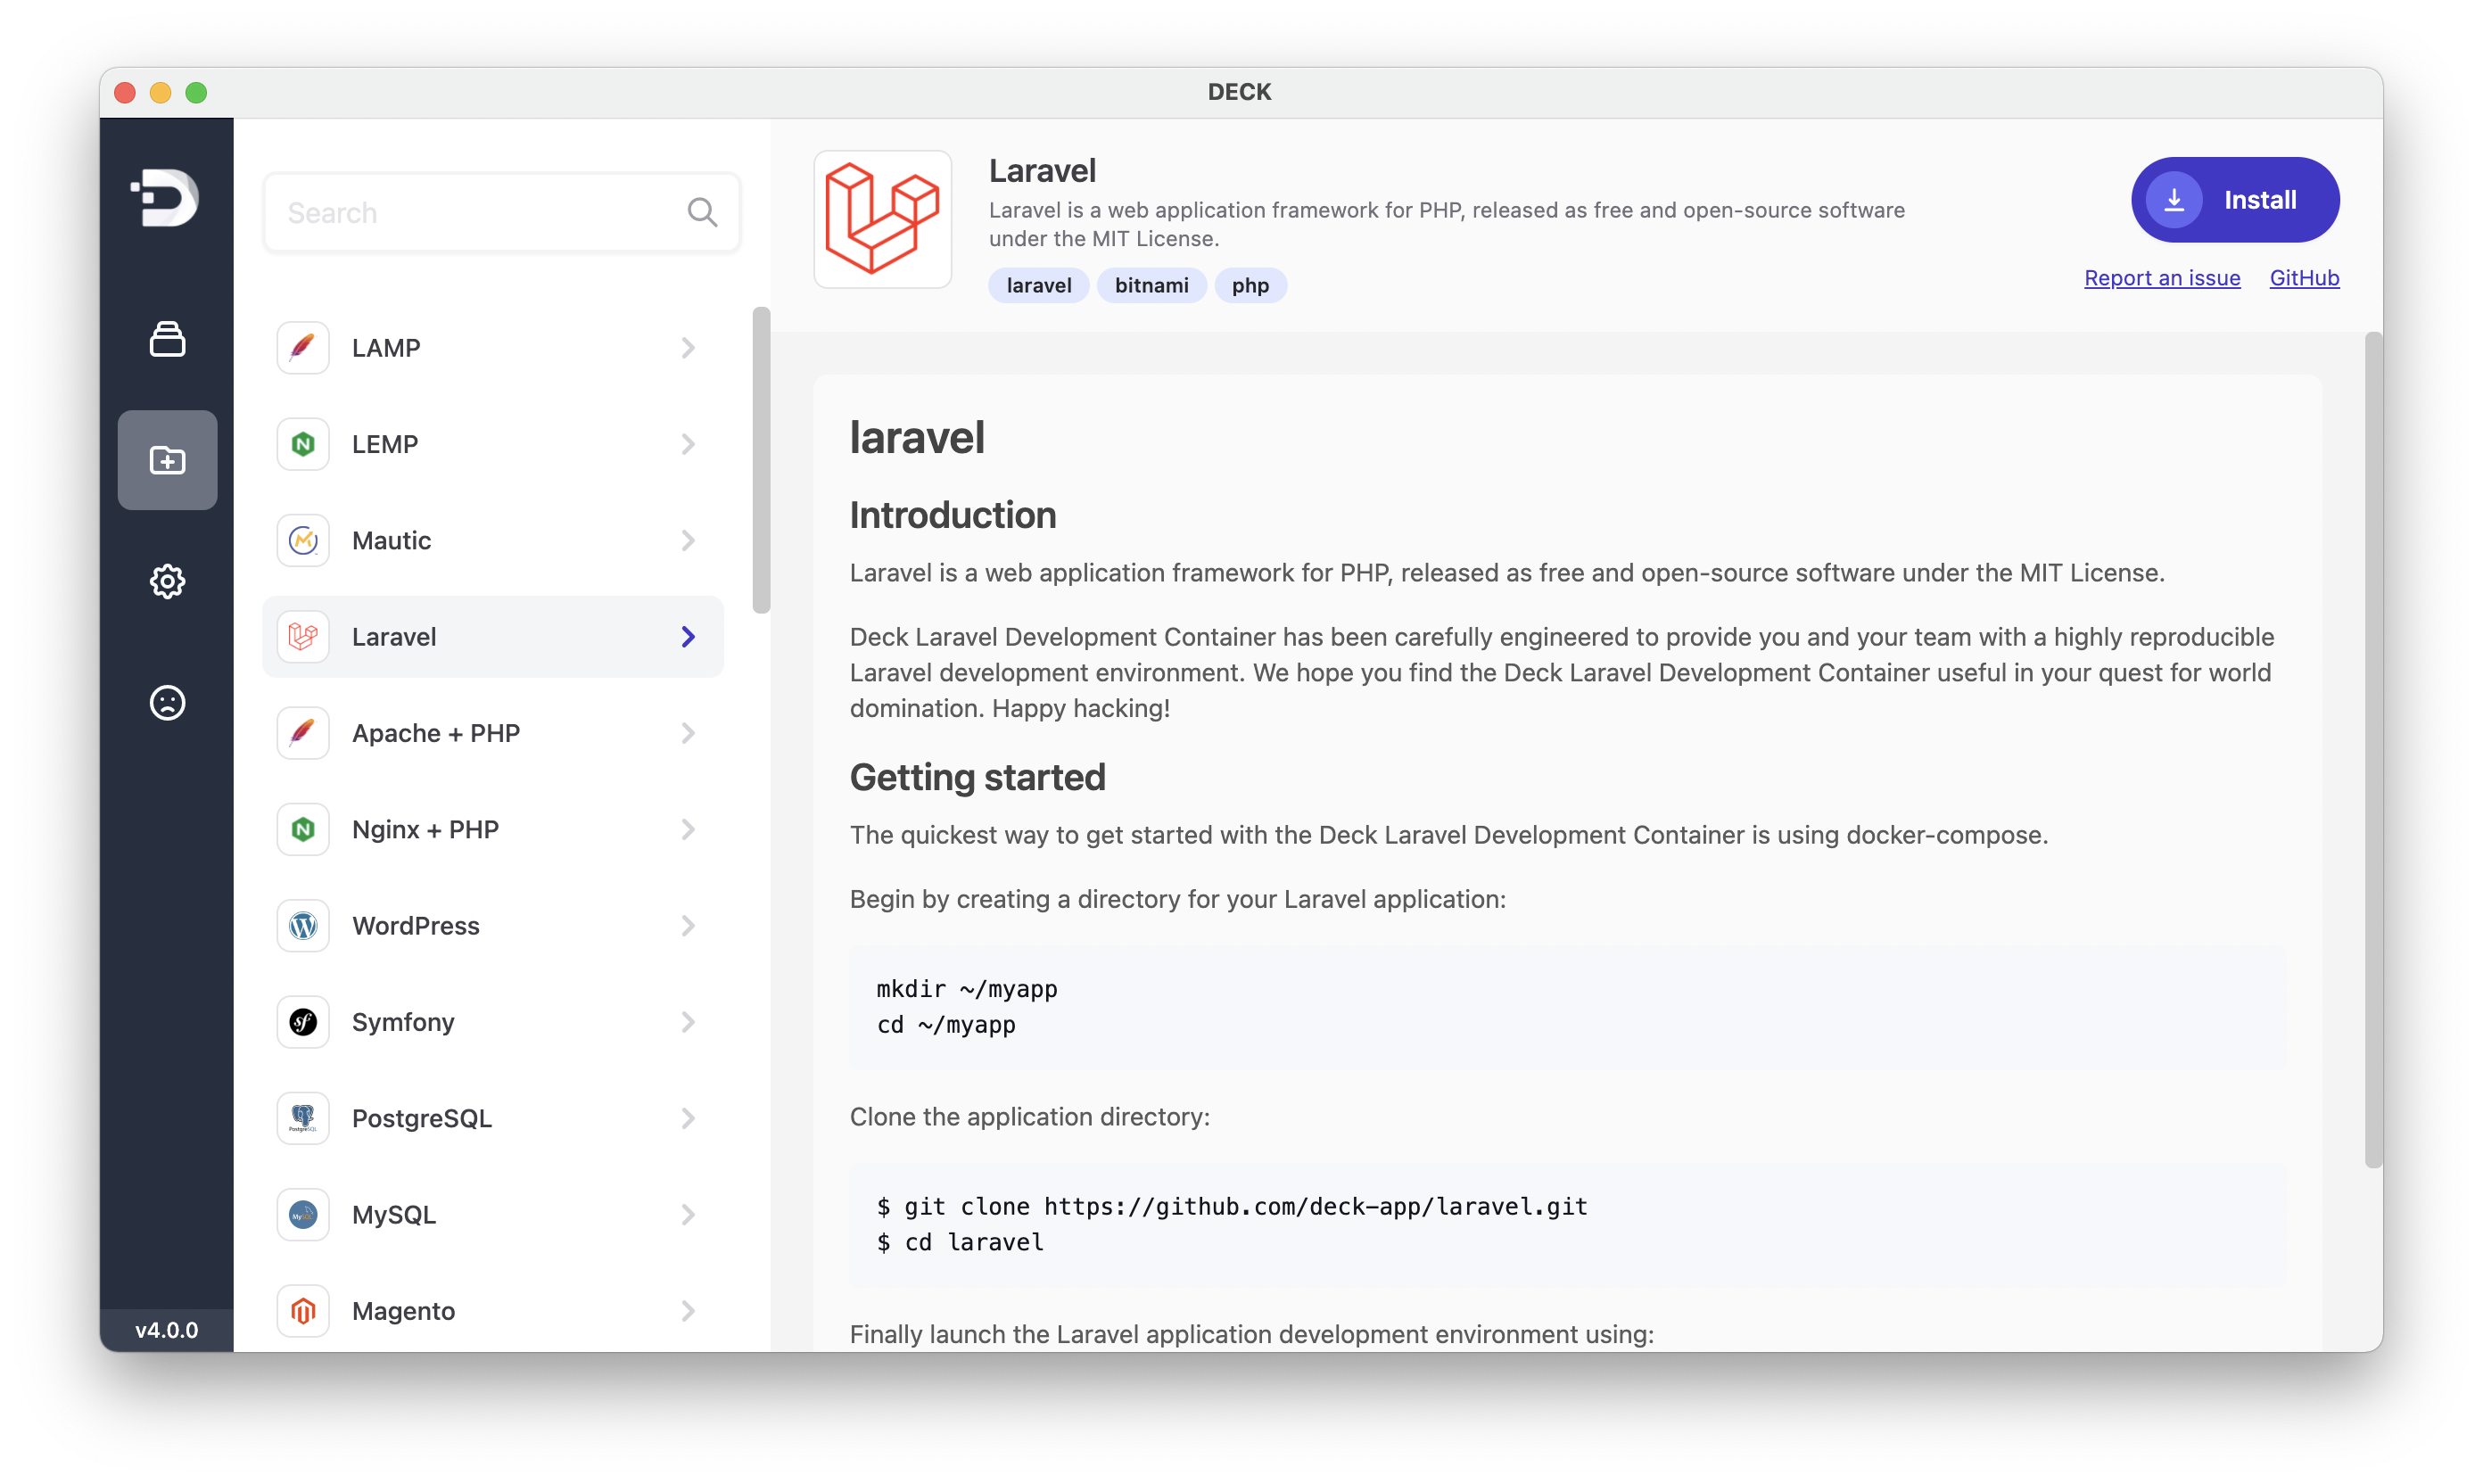 DECK
Search
LAMP
LEMP
Mautic
Laravel
Apache + PHP
Nginx + PHP
WordPress
Symfony
PostgreSQL
MySQL
Magento
v4.0.0
Laravel
Laravel is a web application framework for PHP, released as free and open-source software
under the MIT License.
laravel bitnami php
Install
Report an issue GitHub
laravel
Introduction
Laravel is a web application framework for PHP, released as free and open-source software under the MIT License.
Deck Laravel Development Container has been carefully engineered to provide you and your team with a highly reproducible
Laravel development environment. We hope you find the Deck Laravel Development Container useful in your quest for world
domination. Happy hacking!
Getting started
The quickest way to get started with the Deck Laravel Development Container is using docker-compose.
Begin by creating a directory for your Laravel application:
mkdir ~/myapp
cd ~/myapp
Clone the application directory:
$ git clone https://github.com/deck-app/laravel.git
$ cd laravel
Finally launch the Laravel application development environment using: